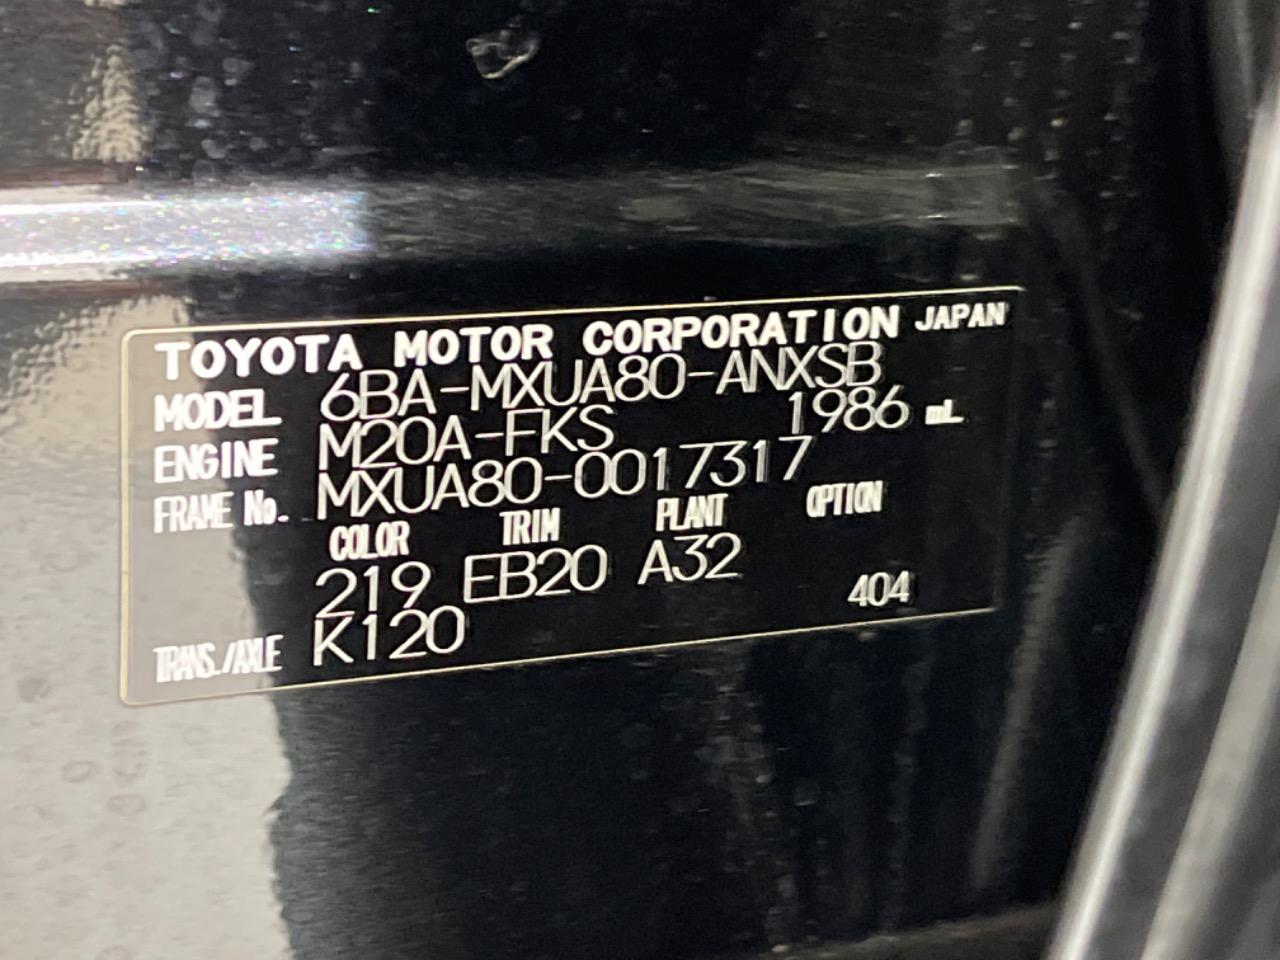 TOYOTA MOTOR CORPORATION JAPAN
MODEL 6BA-MXUA80-ANXSB
ENGINE M20A-FKS 1986 mL
FRAME No. MXUA80-0017317
COLOR TRIM PLANT OPTION
219 EB20 A32
TRANS./AXLE K120 404